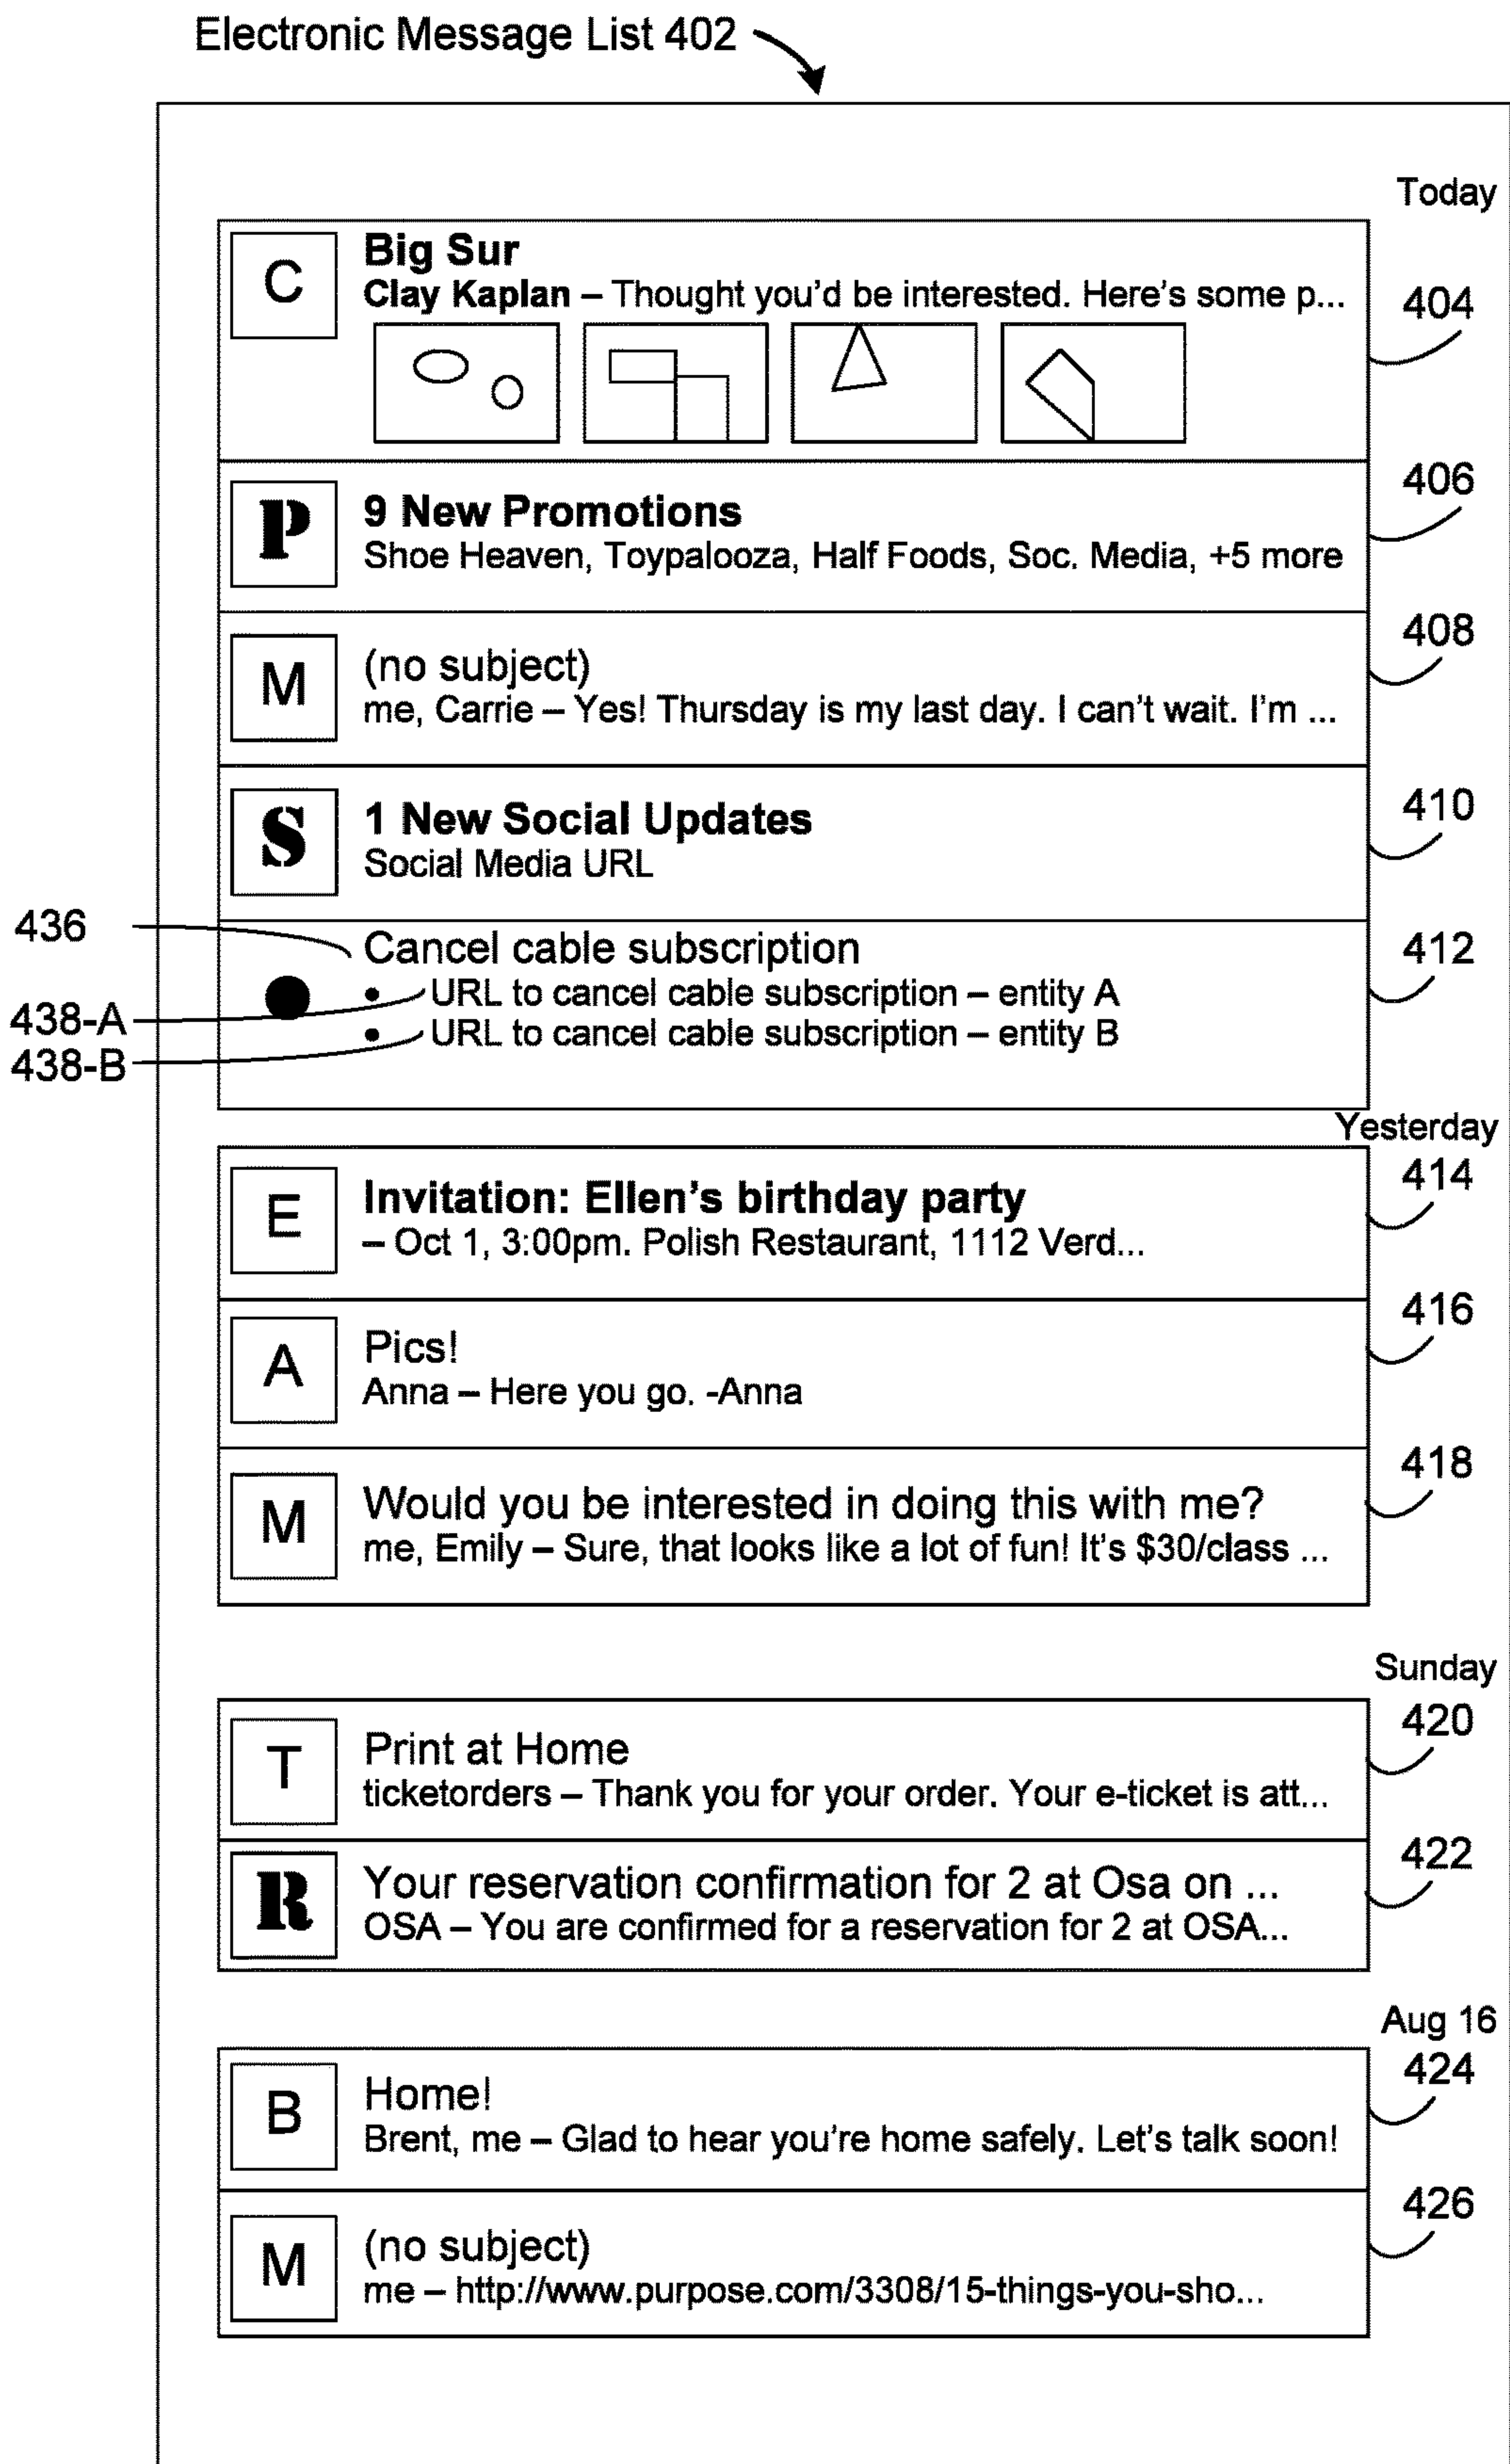 Electronic Message List 402
Today
C
Big Sur
Clay Kaplan – Thought you'd be interested. Here's some p...
404
P
9 New Promotions
Shoe Heaven, Toypalooza, Half Foods, Soc. Media, +5 more
406
M
(no subject)
me, Carrie – Yes! Thursday is my last day. I can't wait. I'm ...
408
S
1 New Social Updates
Social Media URL
410
436
Cancel cable subscription
412
438-A
• URL to cancel cable subscription – entity A
438-B
• URL to cancel cable subscription – entity B
Yesterday
E
Invitation: Ellen's birthday party
– Oct 1, 3:00pm. Polish Restaurant, 1112 Verd...
414
A
Pics!
Anna – Here you go. -Anna
416
M
Would you be interested in doing this with me?
me, Emily – Sure, that looks like a lot of fun! It's $30/class ...
418
Sunday
T
Print at Home
ticketorders – Thank you for your order. Your e-ticket is att...
420
R
Your reservation confirmation for 2 at Osa on ...
OSA – You are confirmed for a reservation for 2 at OSA...
422
Aug 16
B
Home!
Brent, me – Glad to hear you're home safely. Let's talk soon!
424
M
(no subject)
me – http://www.purpose.com/3308/15-things-you-sho...
426